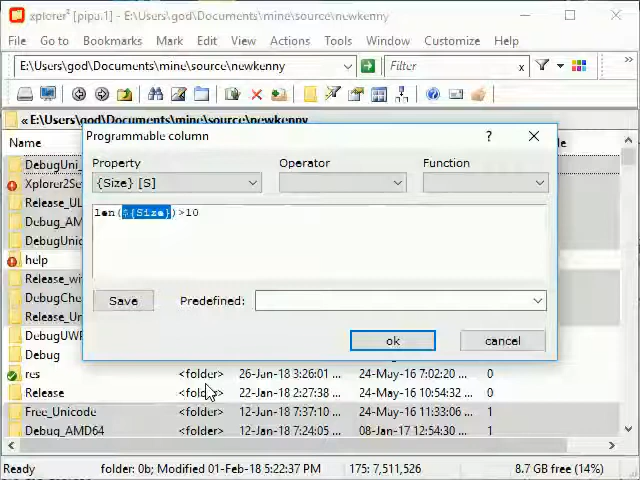 xplorer² [pipu.1] E:\Users\god\Documents\mine\source\newkenny
File Go to Bookmarks Mark Edit View Actions Tools Window Customize Help
E:\Users\god\Documents\mine\source\newkenny Filter x »
« E:\Users\god\Documents\mine\source\newkenny
Name
Programmable column ?
Property Operator Function
{Size} [S]
len(${Size})>10
Save Predefined:
ok cancel
DebugUni_
Xplorer2Se
Release_UL
Debug_AM
DebugUnic
help
Release_wi
DebugChe
Release_Un
DebugUW
Debug
res <folder> 26-Jan-18 3:26:01 ... 24-May-16 7:02:20 ... 0
Release <folder> 22-Jan-18 2:27:38 ... 24-May-16 10:54:32 ... 0
Free_Unicode <folder> 12-Jan-18 7:37:10 ... 24-May-16 11:33:06 ... 1
Debug_AMD64 <folder> 12-Jan-18 7:24:05 ... 08-Jan-17 12:54:30 ... 1
Ready folder: 0b; Modified 01-Feb-18 5:22:37 PM 175: 7,511,526 8.7 GB free (14%)